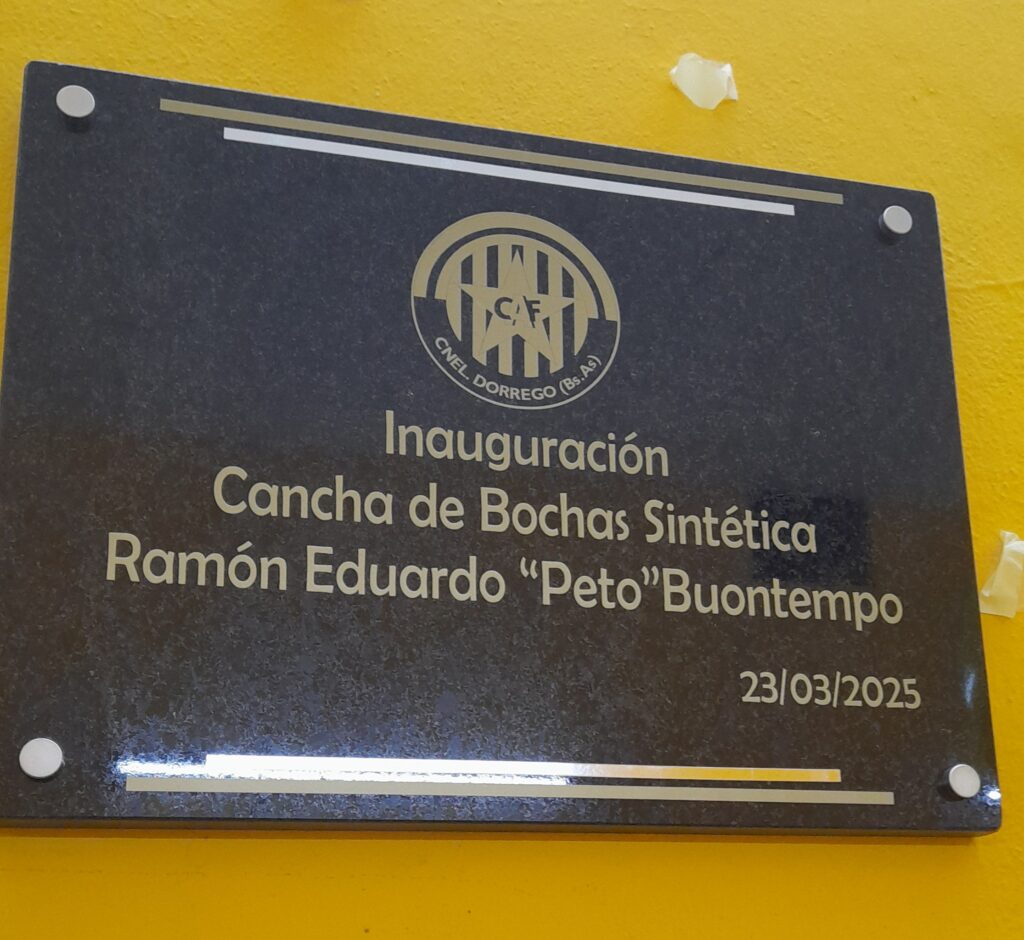 CAF
CNEL. DORREGO (Bs.As)
Inauguración
Cancha de Bochas Sintética
Ramón Eduardo “Peto”Buontempo
23/03/2025